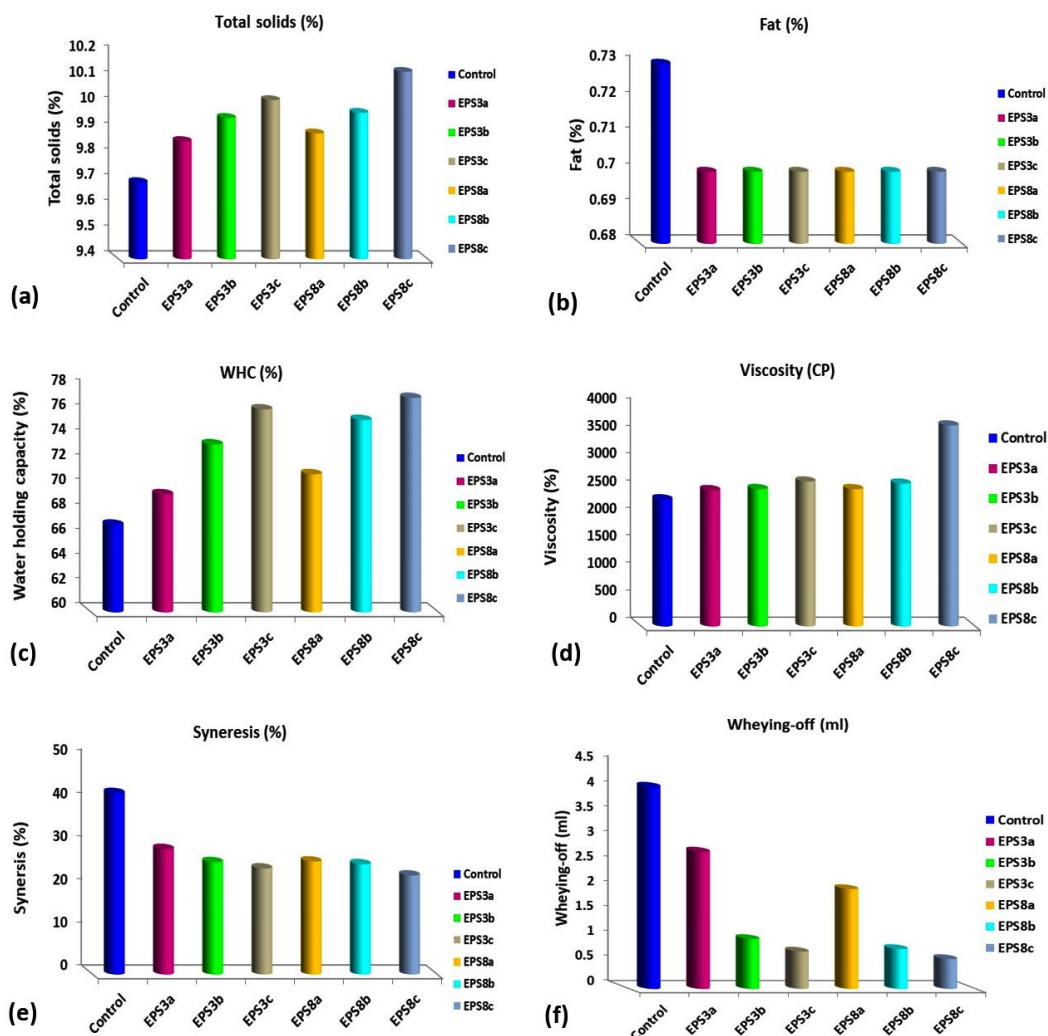 Total solids (%)
Total solids (%)
10.2
10.1
10
9.9
9.8
9.7
9.6
9.5
9.4
Control
EPS3a
EPS3b
EPS3c
EPS8a
EPS8b
EPS8c
Control
EPS3a
EPS3b
EPS3c
EPS8a
EPS8b
EPS8c
(a)
Fat (%)
Fat (%)
0.73
0.72
0.71
0.7
0.69
0.68
Control
EPS3a
EPS3b
EPS3c
EPS8a
EPS8b
EPS8c
Control
EPS3a
EPS3b
EPS3c
EPS8a
EPS8b
EPS8c
(b)
WHC (%)
Water holding capacity (%)
78
76
74
72
70
68
66
64
62
60
Control
EPS3a
EPS3b
EPS3c
EPS8a
EPS8b
EPS8c
Control
EPS3a
EPS3b
EPS3c
EPS8a
EPS8b
EPS8c
(c)
Viscosity (CP)
Viscosity (%)
4000
3500
3000
2500
2000
1500
1000
500
0
Control
EPS3a
EPS3b
EPS3c
EPS8a
EPS8b
EPS8c
Control
EPS3a
EPS3b
EPS3c
EPS8a
EPS8b
EPS8c
(d)
Syneresis (%)
Synersis (%)
50
40
30
20
10
0
Control
EPS3a
EPS3b
EPS3c
EPS8a
EPS8b
EPS8c
Control
EPS3a
EPS3b
EPS3c
EPS8a
EPS8b
EPS8c
(e)
Wheying-off (ml)
Wheying-off (ml)
4.5
4
3.5
3
2.5
2
1.5
1
0.5
0
Control
EPS3a
EPS3b
EPS3c
EPS8a
EPS8b
EPS8c
Control
EPS3a
EPS3b
EPS3c
EPS8a
EPS8b
EPS8c
(f)